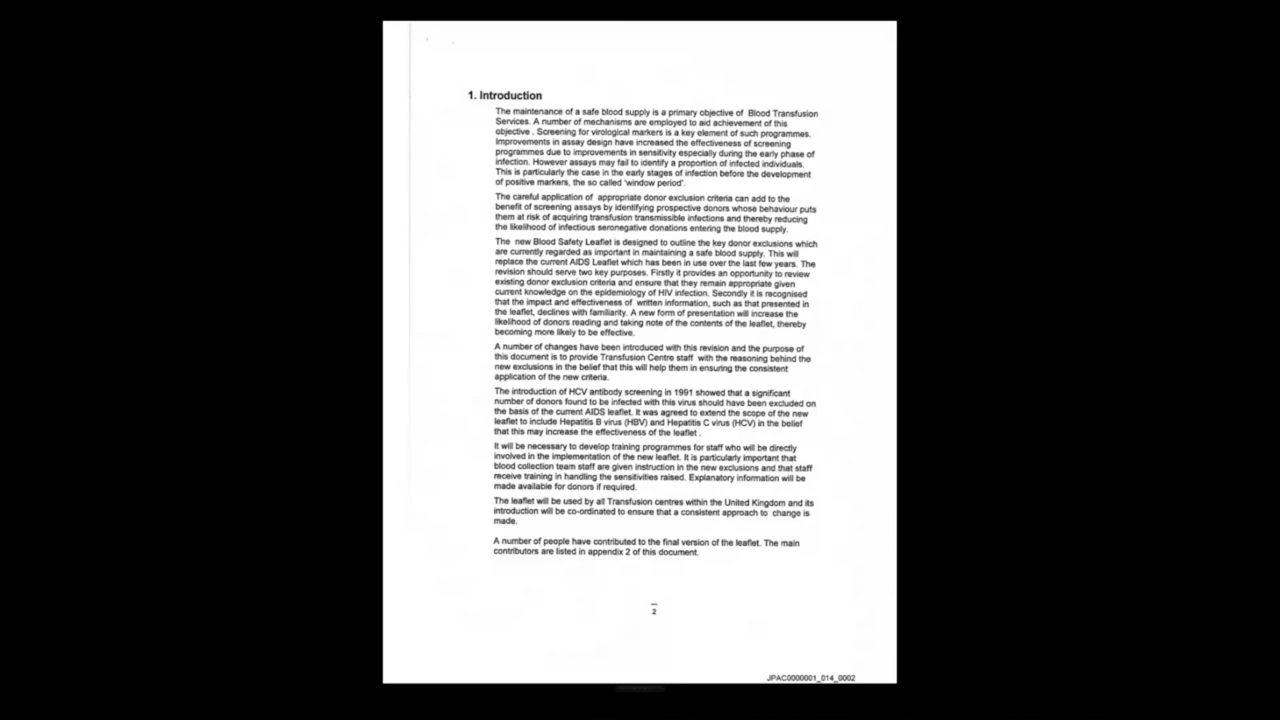 1. Introduction
The maintenance of a safe blood supply is a primary objective of Blood Transfusion
Services. A number of mechanisms are employed to aid achievement of this
objective . Screening for virological markers is a key element of such programmes.
Improvements in assay design have increased the effectiveness of screening
programmes due to improvements in sensitivity especially during the early phase of
infection. However assays may fail to identify a proportion of infected individuals.
This is particularly the case in the early stages of infection before the development
of positive markers, the so called 'window period'.
The careful application of appropriate donor exclusion criteria can add to the
benefit of screening assays by identifying prospective donors whose behaviour puts
them at risk of acquiring transfusion transmissible infections and thereby reducing
the likelihood of infectious seronegative donations entering the blood supply.
The new Blood Safety Leaflet is designed to outline the key donor exclusions which
are currently regarded as important in maintaining a safe blood supply. This will
replace the current AIDS Leaflet which has been in use over the last few years. The
revision should serve two key purposes. Firstly it provides an opportunity to review
existing donor exclusion criteria and ensure that they remain appropriate given
current knowledge on the epidemiology of HIV infection. Secondly it is recognised
that the impact and effectiveness of written information, such as that presented in
the leaflet, declines with familiarity. A new form of presentation will increase the
likelihood of donors reading and taking note of the contents of the leaflet, thereby
becoming more likely to be effective.
A number of changes have been introduced with this revision and the purpose of
this document is to provide Transfusion Centre staff with the reasoning behind the
new exclusions in the belief that this will help them in ensuring the consistent
application of the new criteria.
The introduction of HCV antibody screening in 1991 showed that a significant
number of donors found to be infected with this virus should have been excluded on
the basis of the current AIDS leaflet. It was agreed to extend the scope of the new
leaflet to include Hepatitis B virus (HBV) and Hepatitis C virus (HCV) in the belief
that this may increase the effectiveness of the leaflet .
It will be necessary to develop training programmes for staff who will be directly
involved in the implementation of the new leaflet. It is particularly important that
blood collection team staff are given instruction in the new exclusions and that staff
receive training in handling the sensitivities raised. Explanatory information will be
made available for donors if required.
The leaflet will be used by all Transfusion centres within the United Kingdom and its
introduction will be co-ordinated to ensure that a consistent approach to change is
made.
A number of people have contributed to the final version of the leaflet. The main
contributors are listed in appendix 2 of this document.
2
JPAC0000001_014_0002